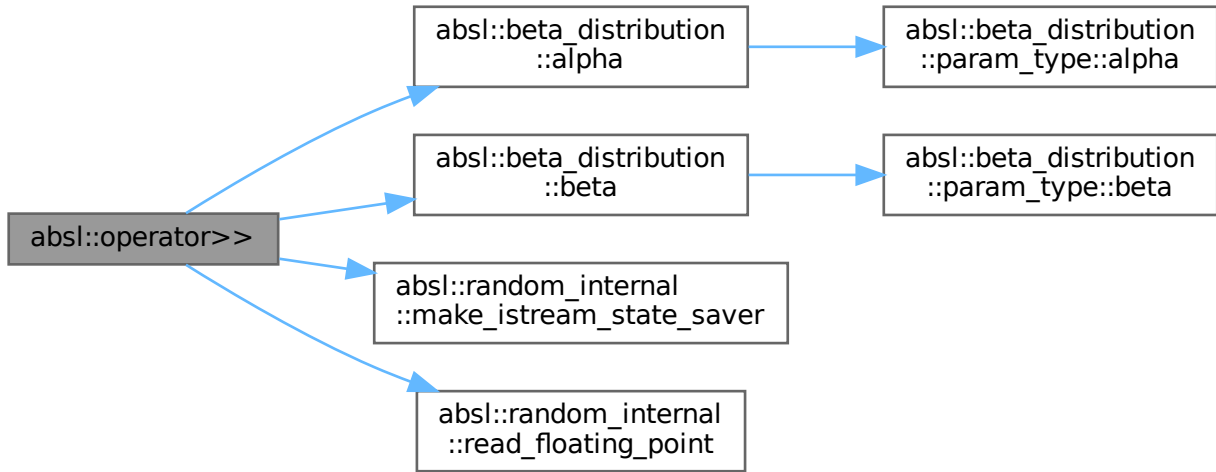 absl::beta_distribution
::alpha
absl::beta_distribution
::param_type::alpha
absl::beta_distribution
::beta
absl::beta_distribution
::param_type::beta
absl::operator>>
absl::random_internal
::make_istream_state_saver
absl::random_internal
::read_floating_point